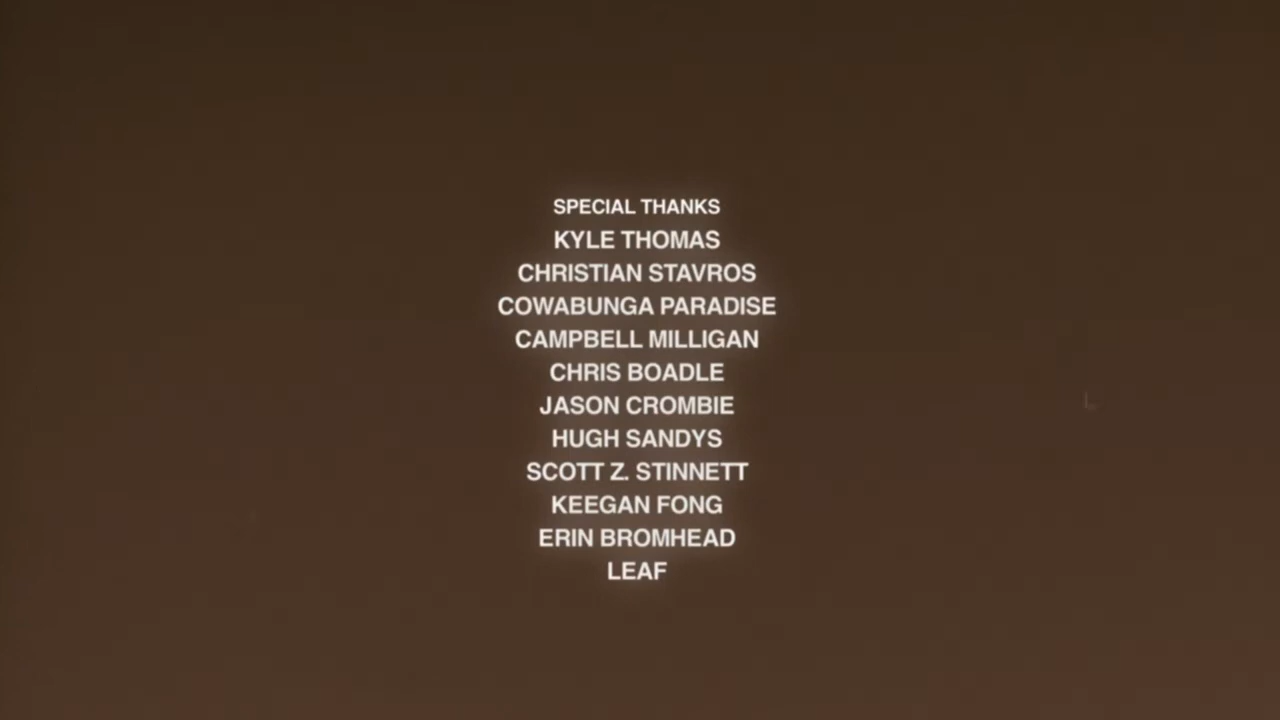 SPECIAL THANKS
KYLE THOMAS
CHRISTIAN STAVROS
COWABUNGA PARADISE
CAMPBELL MILLIGAN
CHRIS BOADLE
JASON CROMBIE
HUGH SANDYS
SCOTT Z. STINNETT
KEEGAN FONG
ERIN BROMHEAD
LEAF